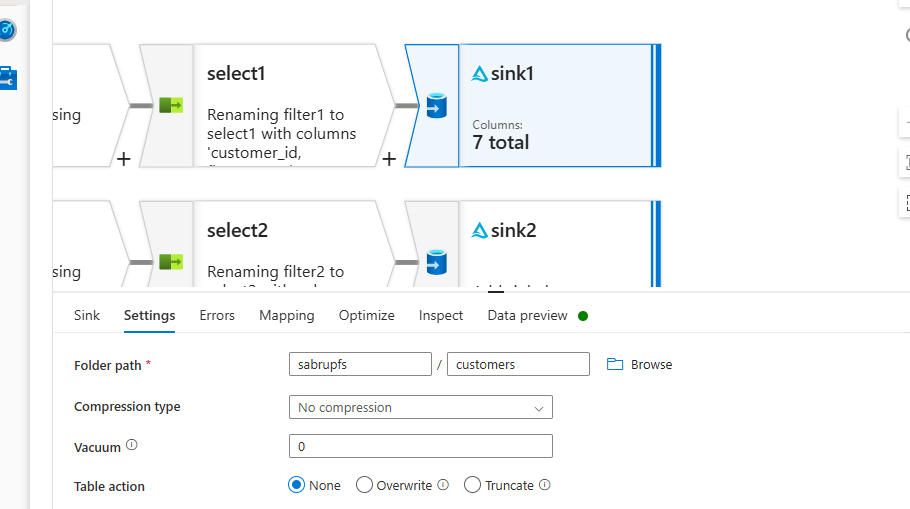 sing
select1
Renaming filter1 to
select1 with columns
'customer_id,
+
+
sink1
Columns:
7 total
sing
select2
Renaming filter2 to
sink2
Sink
Settings
Errors
Mapping
Optimize
Inspect
Data preview
Folder path *
sabrupfs / customers
Browse
Compression type
No compression
Vacuum
0
Table action
None
Overwrite
Truncate